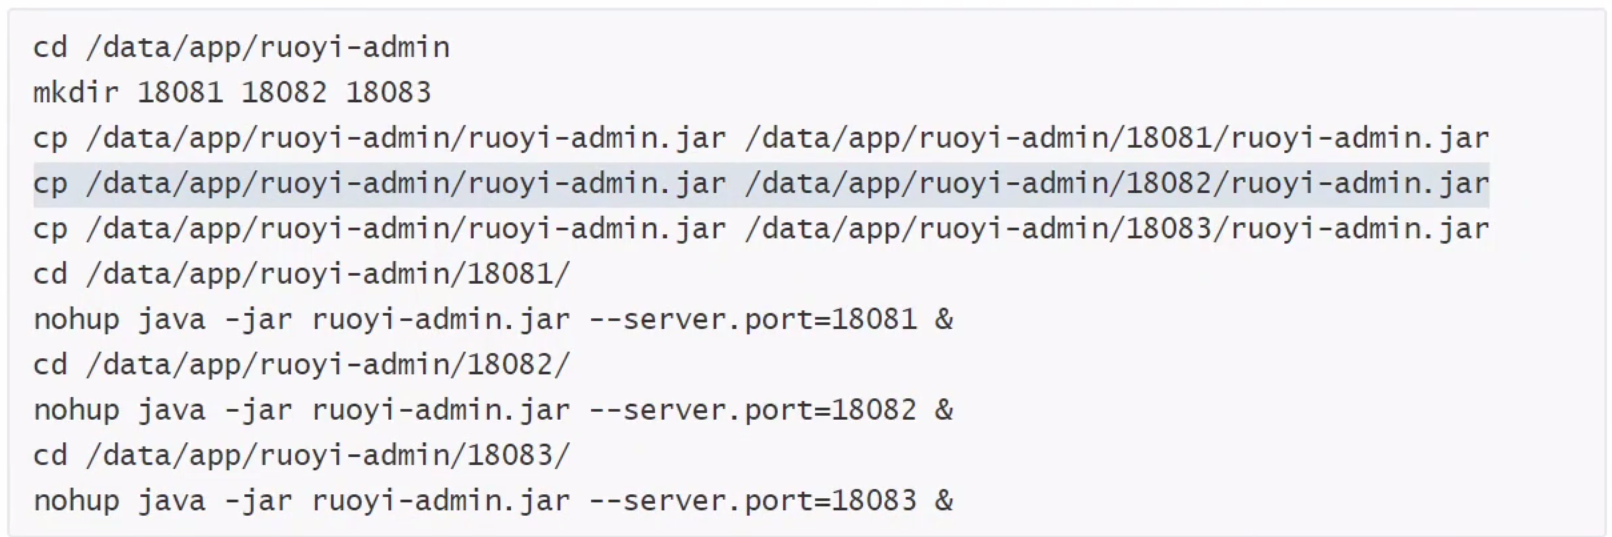 cd /data/app/ruoyi-admin
mkdir 18081 18082 18083
cp /data/app/ruoyi-admin/ruoyi-admin.jar /data/app/ruoyi-admin/18081/ruoyi-admin.jar
cp /data/app/ruoyi-admin/ruoyi-admin.jar /data/app/ruoyi-admin/18082/ruoyi-admin.jar
cp /data/app/ruoyi-admin/ruoyi-admin.jar /data/app/ruoyi-admin/18083/ruoyi-admin.jar
cd /data/app/ruoyi-admin/18081/
nohup java -jar ruoyi-admin.jar --server.port=18081 &
cd /data/app/ruoyi-admin/18082/
nohup java -jar ruoyi-admin.jar --server.port=18082 &
cd /data/app/ruoyi-admin/18083/
nohup java -jar ruoyi-admin.jar --server.port=18083 &